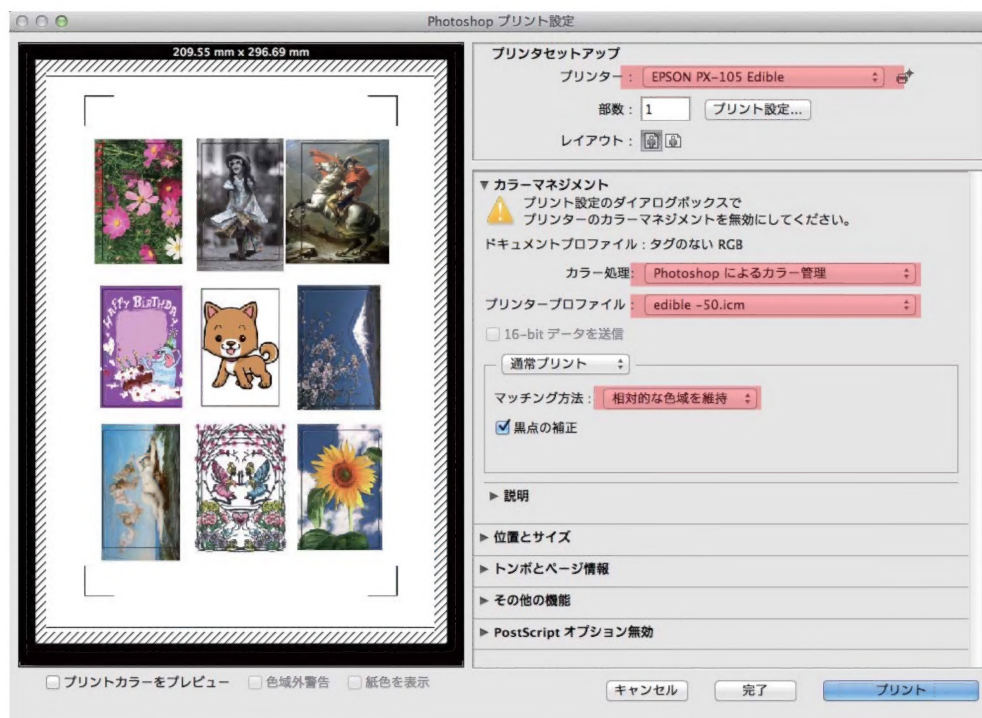 Photoshop プリント設定
209.55 mm x 296.69 mm
HAPPY BIRTHDAY
プリンタセットアップ
プリンター : EPSON PX-105 Edible
部数 : 1 プリント設定...
レイアウト :
▼ カラーマネジメント
プリント設定のダイアログボックスで
プリンターのカラーマネジメントを無効にしてください。
ドキュメントプロファイル : タグのない RGB
カラー処理: Photoshop によるカラー管理
プリンタープロファイル : edible -50.icm
16-bit データを送信
通常プリント
マッチング方法 : 相対的な色域を維持
黒点の補正
▶ 説明
▶ 位置とサイズ
▶ トンボとページ情報
▶ その他の機能
▶ PostScript オプション無効
プリントカラーをプレビュー 色域外警告 紙色を表示
キャンセル 完了 プリント